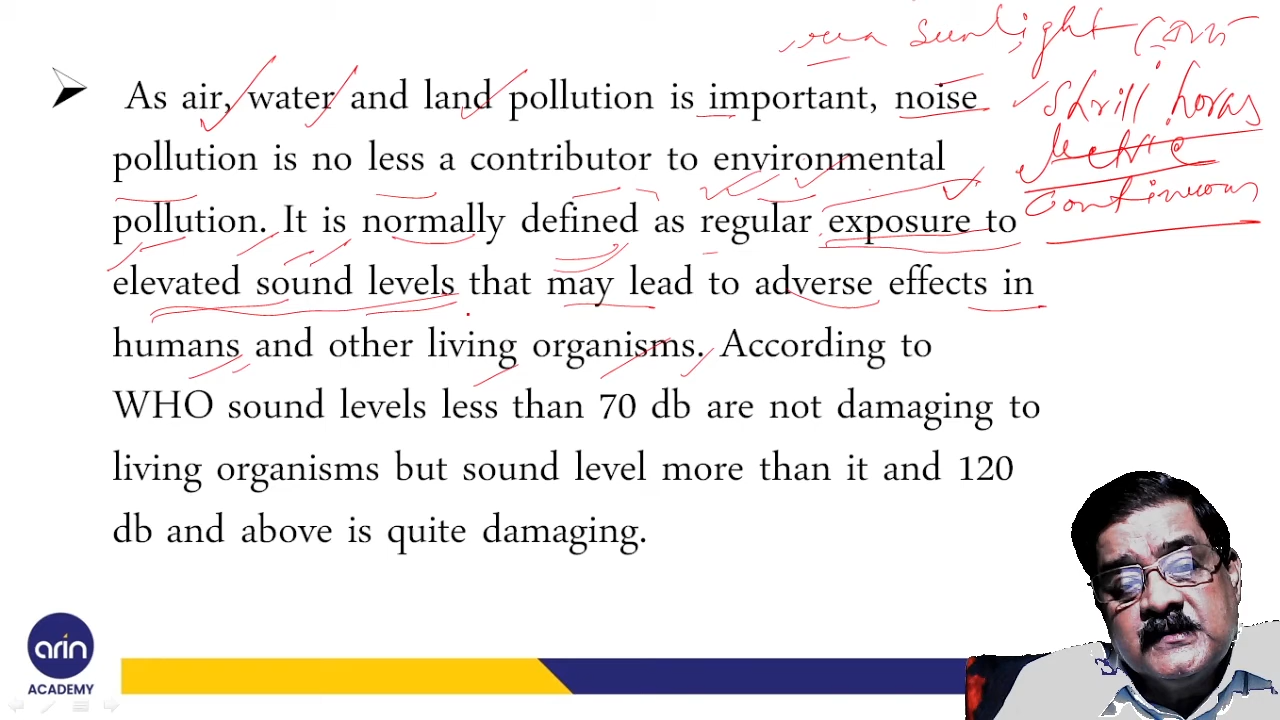 sunlight
As air, water and land pollution is important, noise
Shrill horns
pollution is no less a contributor to environmental
pollution. It is normally defined as regular exposure to
continuous
elevated sound levels that may lead to adverse effects in
humans and other living organisms. According to
WHO sound levels less than 70 db are not damaging to
living organisms but sound level more than it and 120
db and above is quite damaging.
arin
ACADEMY